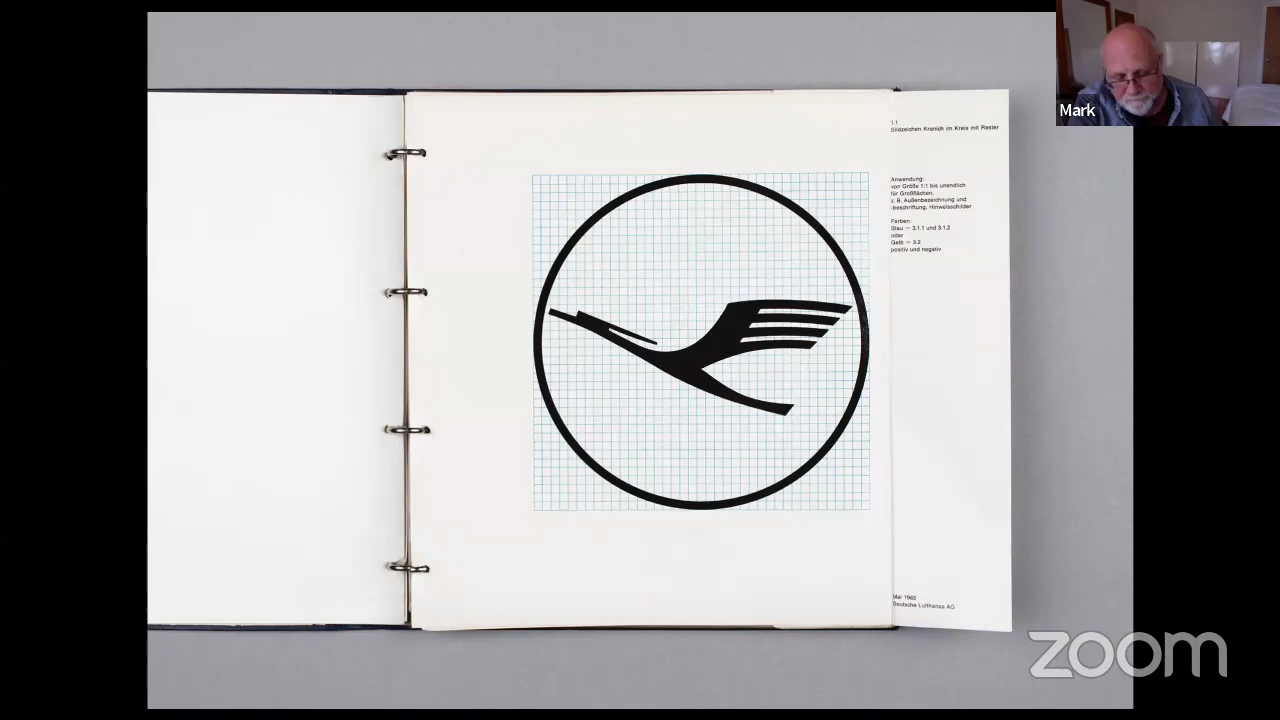 Mark
1.1
Bildzeichen Kranich im Kreis mit Raster
Anwendung:
von Größe 1:1 bis unendlich
für Großflächen,
z. B. Außenbezeichnung und
-beschriftung, Hinweisschilder
Farben:
Blau — 3.1.1 und 3.1.2
oder
Gelb — 3.2
positiv und negativ
Mai 1963
Deutsche Lufthansa AG
zoom